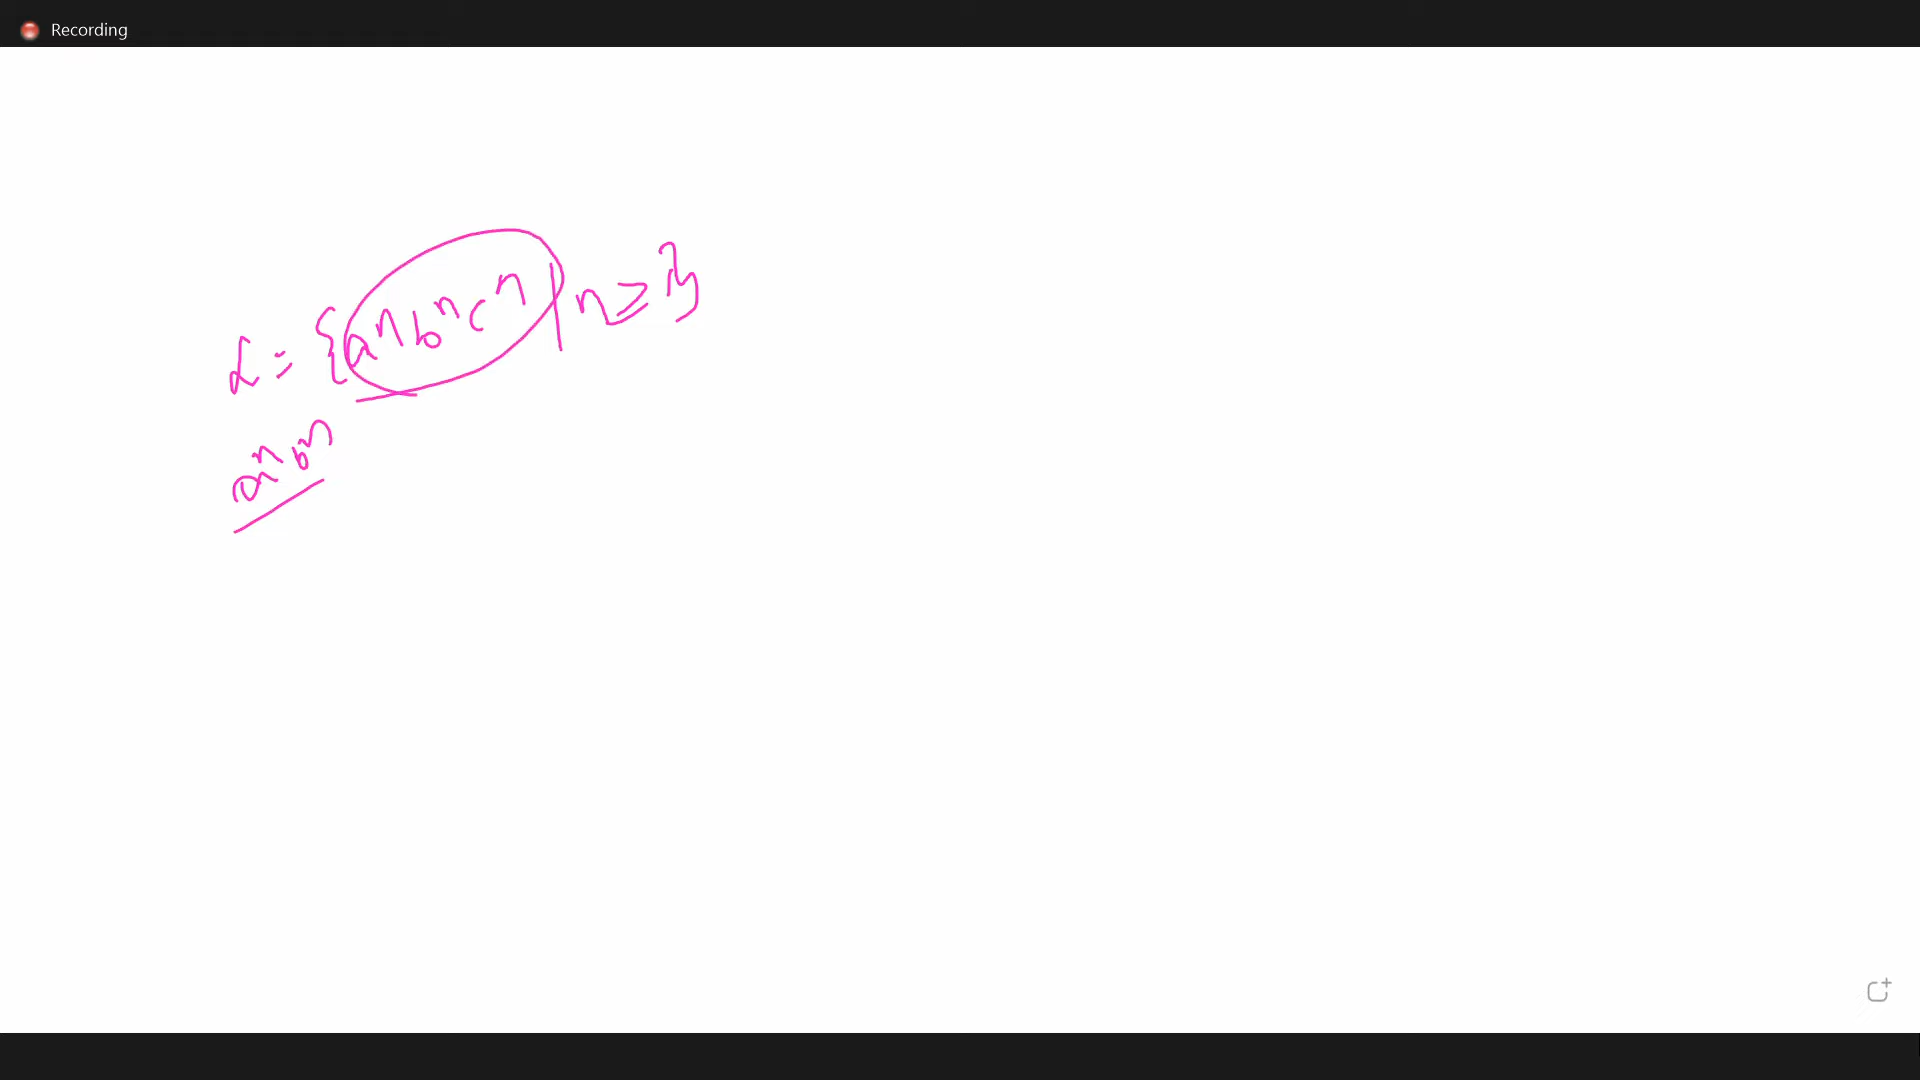 Recording
L = {aⁿbⁿcⁿ | n ≥ 1}
aⁿbⁿ